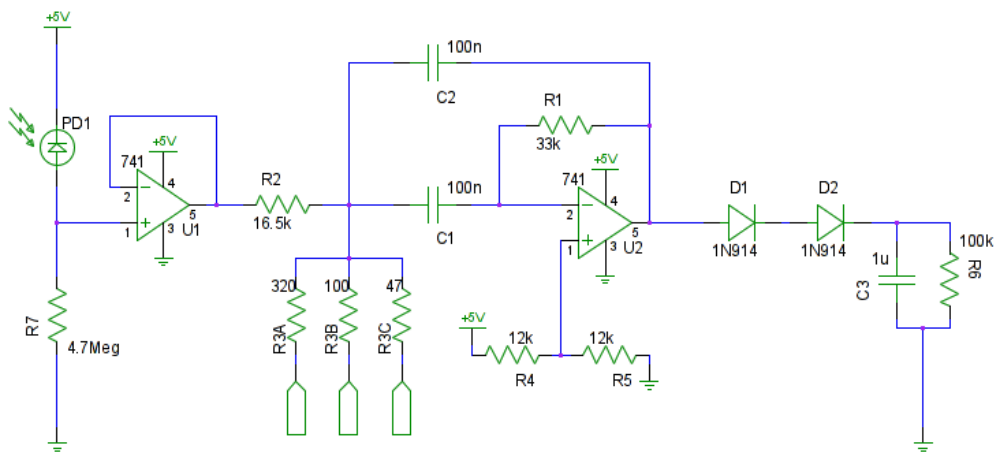 +5V
100n
C2
PD1
R1
33k
741
+5V
2
4
1
3
5
U1
R2
16.5k
100n
C1
741
+5V
2
4
1
3
5
U2
D1
1N914
D2
1N914
1u
C3
100k
R6
320
R3A
100
R3B
47
R3C
R7
4.7Meg
+5V
12k
R4
12k
R5